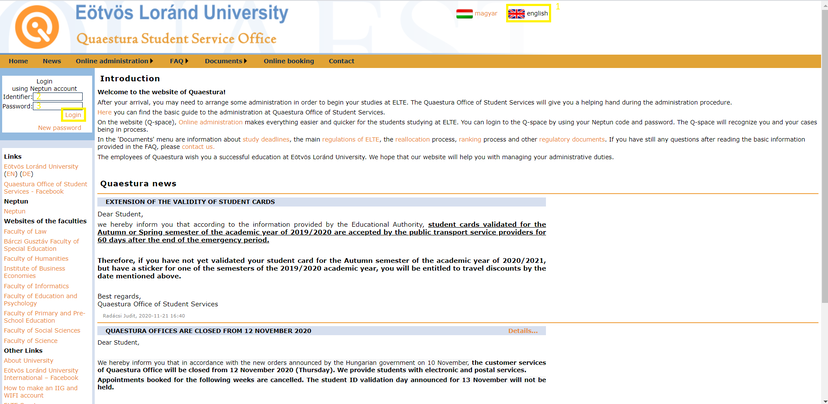 Eötvös Loránd University
Quaestura Student Service Office
magyar
english
1
Home News Online administration FAQ Documents Online booking Contact
Login
using Neptun account
Identifier:
2
Password:
3
Login
New password
Links
Eötvös Loránd University
(EN) (DE)
Quaestura Office of Student
Services - Facebook
Neptun
Neptun
Websites of the faculties
Faculty of Law
Bárczi Gusztáv Faculty of
Special Education
Faculty of Humanities
Institute of Business
Economies
Faculty of Informatics
Faculty of Education and
Psychology
Faculty of Primary and Pre-
School Education
Faculty of Social Sciences
Faculty of Science
Other Links
About University
Eötvös Loránd University
International – Facebook
How to make an IIG and
WIFI account
Introduction
Welcome to the website of Quaestura!
After your arrival, you may need to arrange some administration in order to begin your studies at ELTE. The Quaestura Office of Student Services will give you a helping hand during the administration procedure.
Here you can find the basic guide to the administration at Quaestura Office of Student Services.
On the website (Q-space), Online administration makes everything easier and quicker for the students studying at ELTE. You can login to the Q-space by using your Neptun code and password. The Q-space will recognize you and your cases
being in process.
In the 'Documents' menu are information about study deadlines, the main regulations of ELTE, the reallocation process, ranking process and other regulatory documents. If you have still any questions after reading the basic information
provided in the FAQ, please contact us.
The employees of Quaestura wish you a successful education at Eötvös Loránd University. We hope that our website will help you with managing your administrative duties.
Quaestura news
EXTENSION OF THE VALIDITY OF STUDENT CARDS
Dear Student,
we hereby inform you that according to the information provided by the Educational Authority, student cards validated for the
Autumn or Spring semester of the academic year of 2019/2020 are accepted by the public transport service providers for
60 days after the end of the emergency period.
Therefore, if you have not yet validated your student card for the Autumn semester of the academic year of 2020/2021,
but have a sticker for one of the semesters of the 2019/2020 academic year, you will be entitled to travel discounts by the
date mentioned above.
Best regards,
Quaestura Office of Student Services
Radárai Judit, 2020-11-21 16:40
QUAESTURA OFFICES ARE CLOSED FROM 12 NOVEMBER 2020 Details...
Dear Student,
We hereby inform you that in accordance with the new orders announced by the Hungarian government on 10 November, the customer services
of Quaestura Office will be closed from 12 November 2020 (Thursday). We provide students with electronic and postal services.
Appointments booked for the following weeks are cancelled. The student ID validation day announced for 13 November will not be
held.